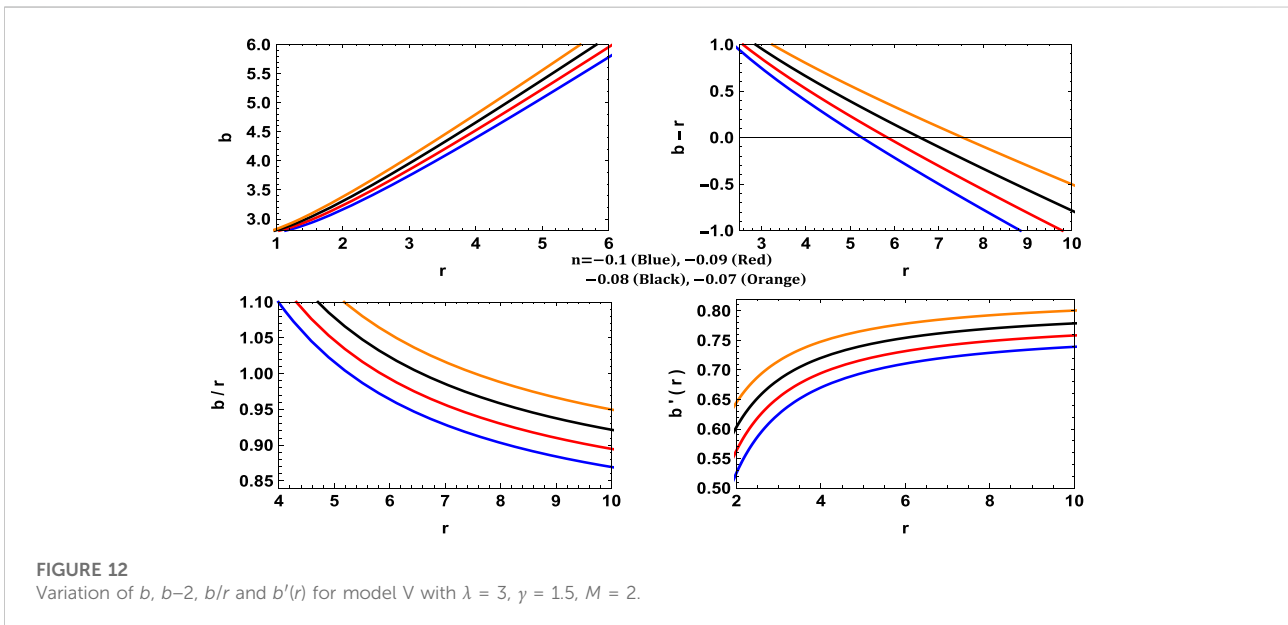 6.0
5.5
5.0
4.5
4.0
3.5
3.0
b
1 2 3 4 5 6
r
1.0
0.5
0.0
−0.5
−1.0
b − r
3 4 5 6 7 8 9 10
r
n=−0.1 (Blue), −0.09 (Red)
−0.08 (Black), −0.07 (Orange)
1.10
1.05
1.00
0.95
0.90
0.85
b / r
4 5 6 7 8 9 10
r
0.80
0.75
0.70
0.65
0.60
0.55
0.50
b ' ( r )
2 4 6 8 10
r
FIGURE 12
Variation of b, b–2, b/r and b′(r) for model V with λ = 3, γ = 1.5, M = 2.